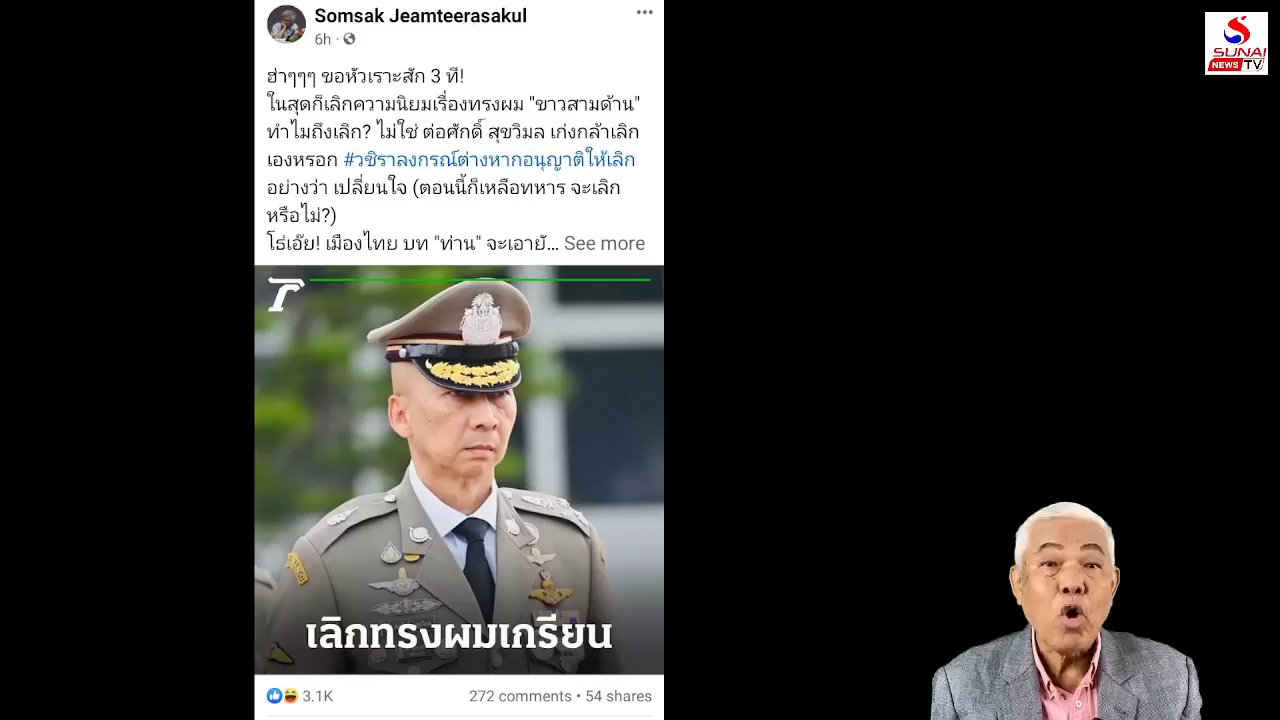 Somsak Jeamteerasakul
6h
ฮ่าๆๆๆ ขอหัวเราะสัก 3 ที!
ในสุดก็เลิกความนิยมเรื่องทรงผม "ขาวสามด้าน"
ทำไมถึงเลิก? ไม่ใช่ ต่อศักดิ์ สุขวิมล เก่งกล้าเลิก
เองหรอก #วชิราลงกรณ์ต่างหากอนุญาติให้เลิก
อย่างว่า เปลี่ยนใจ (ตอนนี้ก็เหลือทหาร จะเลิก
หรือไม่?)
โธ่เอ๊ย! เมืองไทย บท "ท่าน" จะเอายั... See more
เลิกทรงผมเกรียน
3.1K
272 comments • 54 shares
SUNAI
NEWS TV